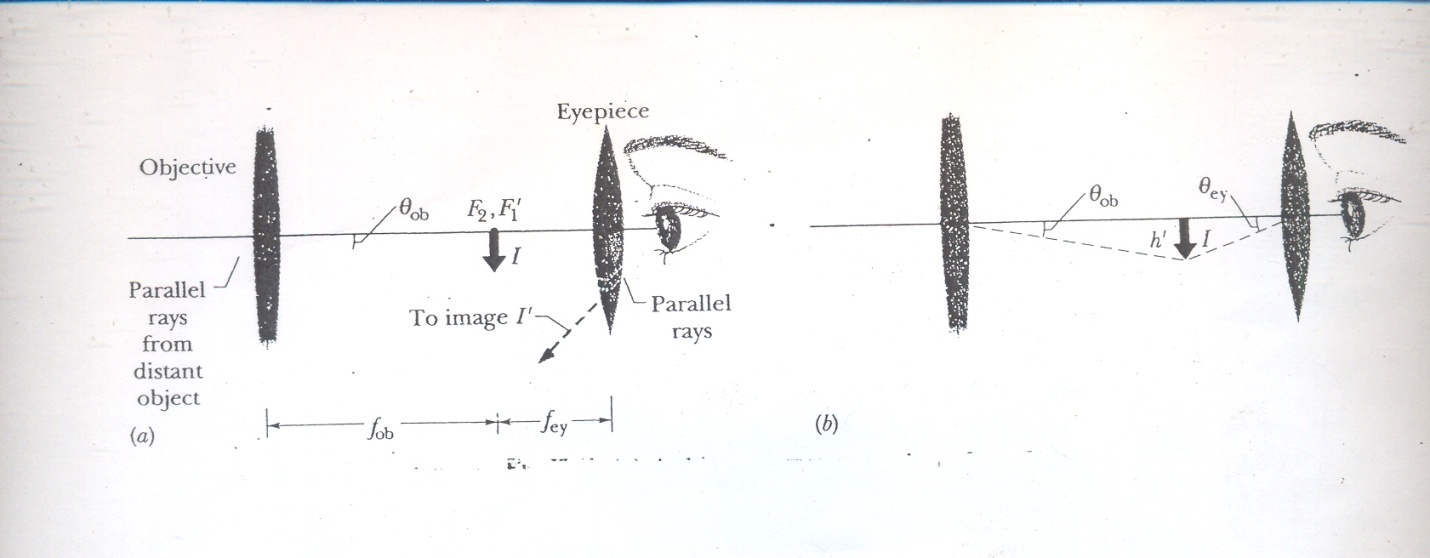 Eyepiece
Objective
θob
F2, F1′
I
Parallel
rays
from
distant
object
To image I′
Parallel
rays
fob
fey
(a)
θob
θey
h′
I
(b)